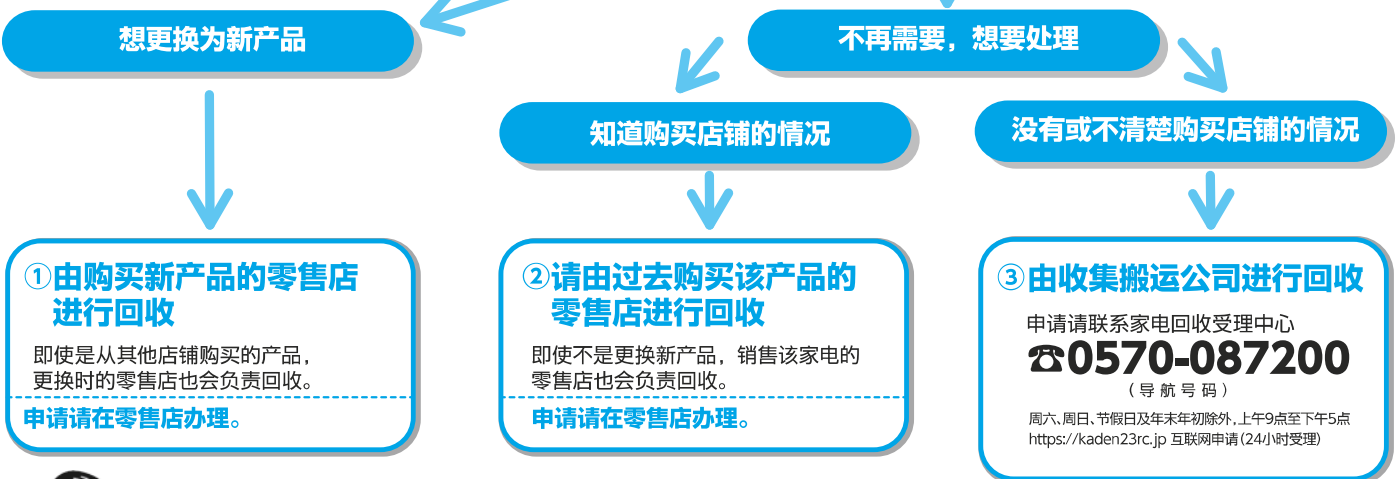 想更换为新产品
不再需要，想要处理
知道购买店铺的情况
没有或不清楚购买店铺的情况
①由购买新产品的零售店
进行回收
即使是从其他店铺购买的产品，
更换时的零售店也会负责回收。
申请请在零售店办理。
②请由过去购买该产品的
零售店进行回收
即使不是更换新产品，销售该家电的
零售店也会负责回收。
申请请在零售店办理。
③由收集搬运公司进行回收
申请请联系家电回收受理中心
☎0570-087200
（导航号码）
周六、周日、节假日及年末年初除外，上午9点至下午5点
https://kaden23rc.jp 互联网申请（24小时受理）